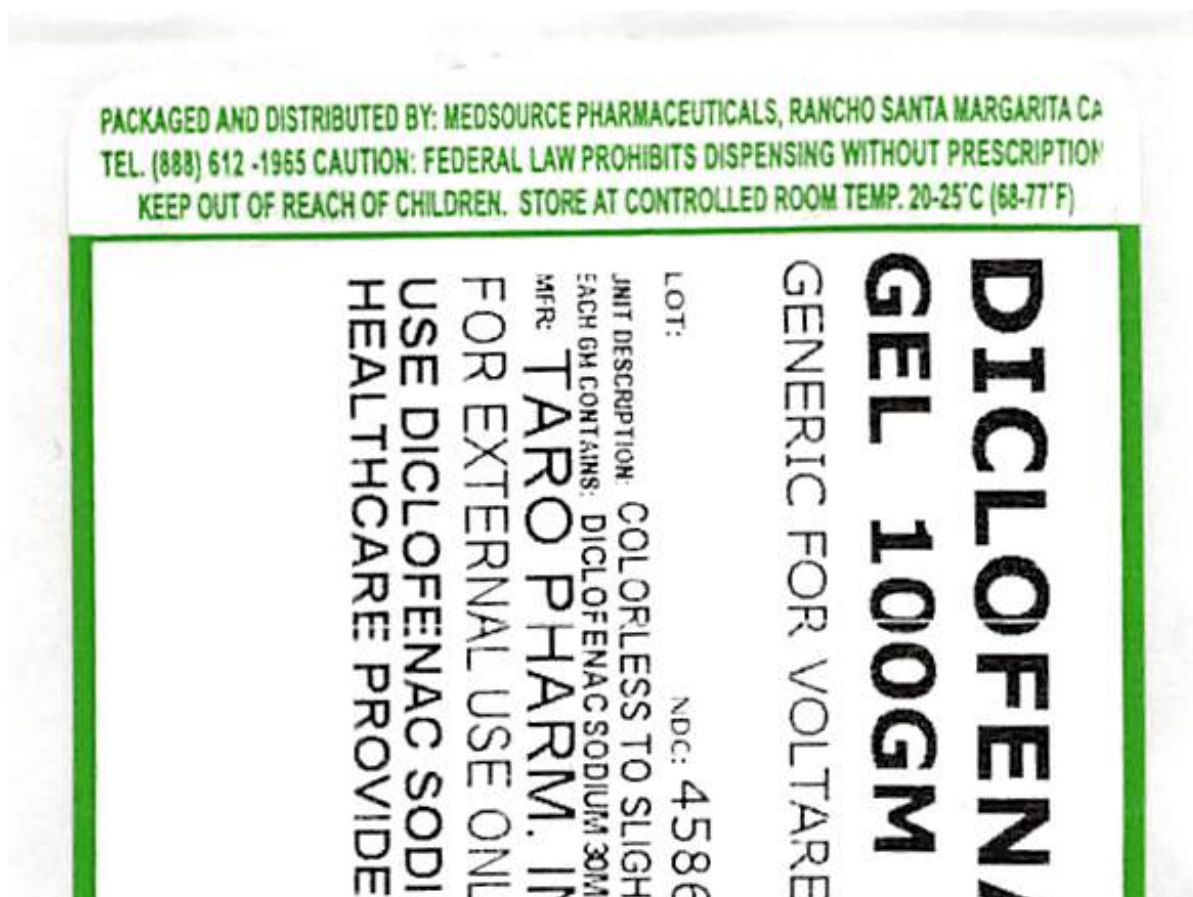 PACKAGED AND DISTRIBUTED BY: MEDSOURCE PHARMACEUTICALS, RANCHO SANTA MARGARITA CA
TEL. (888) 612 -1965 CAUTION: FEDERAL LAW PROHIBITS DISPENSING WITHOUT PRESCRIPTION
KEEP OUT OF REACH OF CHILDREN. STORE AT CONTROLLED ROOM TEMP. 20-25°C (68-77°F)
DICLOFENA
GEL 100GM
GENERIC FOR VOLTARE
LOT: NDC: 4586
UNIT DESCRIPTION: COLORLESS TO SLIGH
EACH GM CONTAINS: DICLOFENAC SODIUM 30M
MFR: TARO PHARM. IN
FOR EXTERNAL USE ONL
USE DICLOFENAC SODI
HEALTHCARE PROVIDE